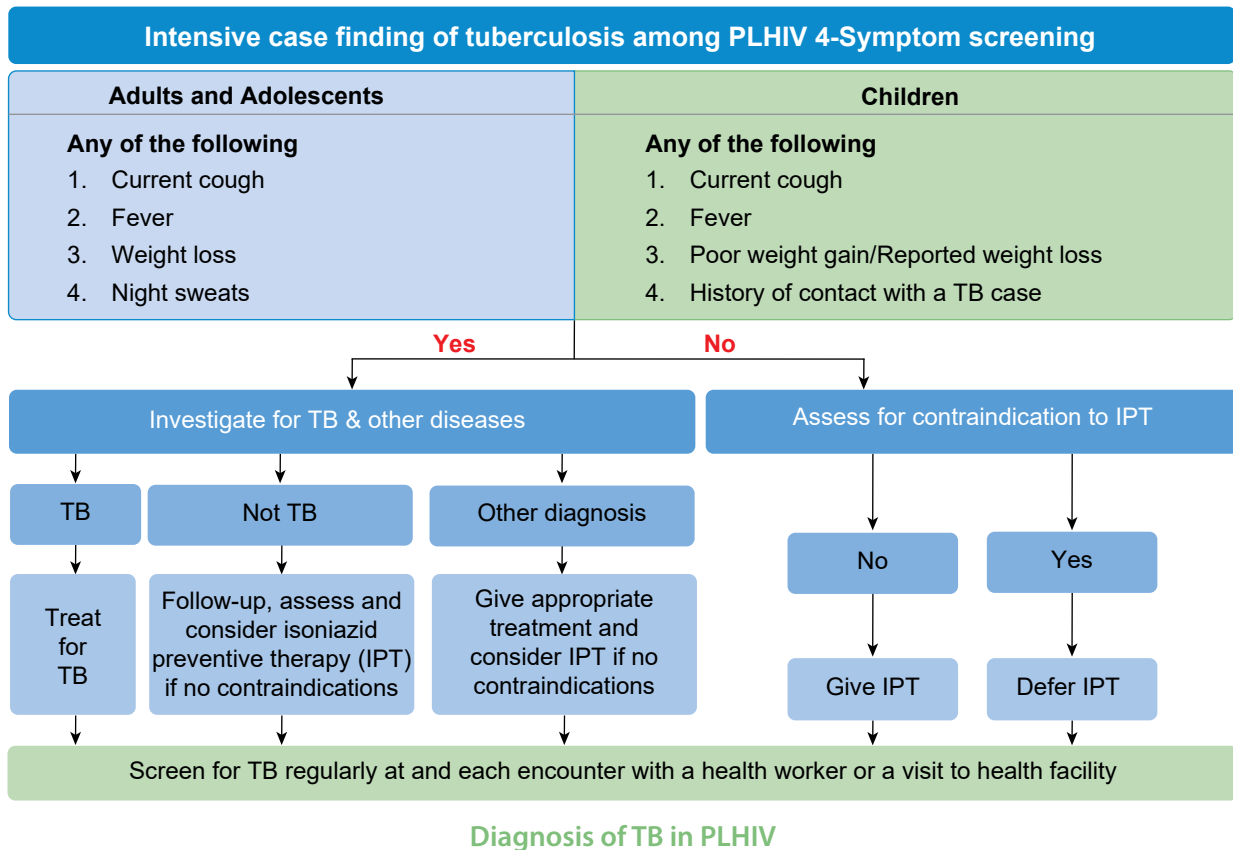 Intensive case finding of tuberculosis among PLHIV 4-Symptom screening
Adults and Adolescents
Any of the following
1. Current cough
2. Fever
3. Weight loss
4. Night sweats
Children
Any of the following
1. Current cough
2. Fever
3. Poor weight gain/Reported weight loss
4. History of contact with a TB case
Yes
No
Investigate for TB & other diseases
Assess for contraindication to IPT
TB
Not TB
Other diagnosis
No
Yes
Treat
for
TB
Follow-up, assess and
consider isoniazid
preventive therapy (IPT)
if no contraindications
Give appropriate
treatment and
consider IPT if no
contraindications
Give IPT
Defer IPT
Screen for TB regularly at and each encounter with a health worker or a visit to health facility
Diagnosis of TB in PLHIV